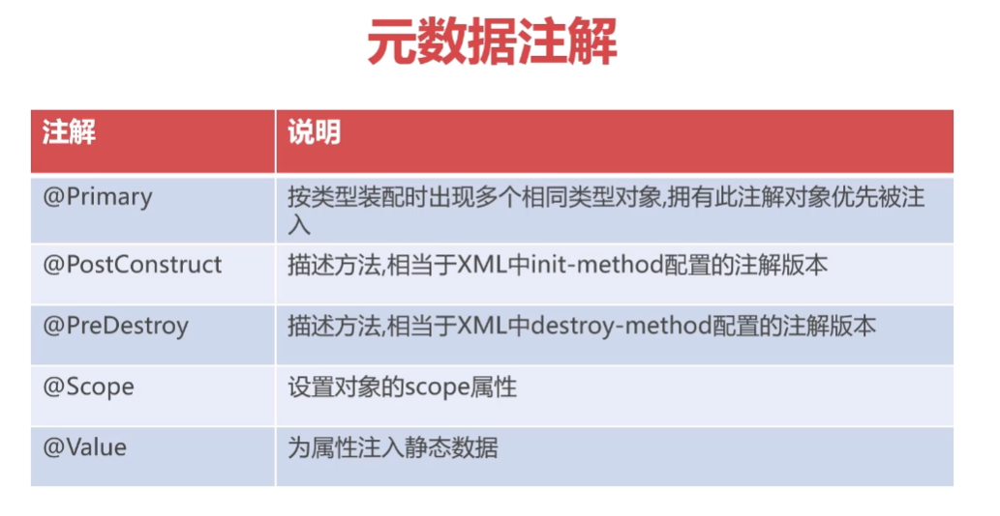 元数据注解
注解
说明
@Primary
按类型装配时出现多个相同类型对象,拥有此注解对象优先被注
入
@PostConstruct
描述方法,相当于XML中init-method配置的注解版本
@PreDestroy
描述方法,相当于XML中destroy-method配置的注解版本
@Scope
设置对象的scope属性
@Value
为属性注入静态数据